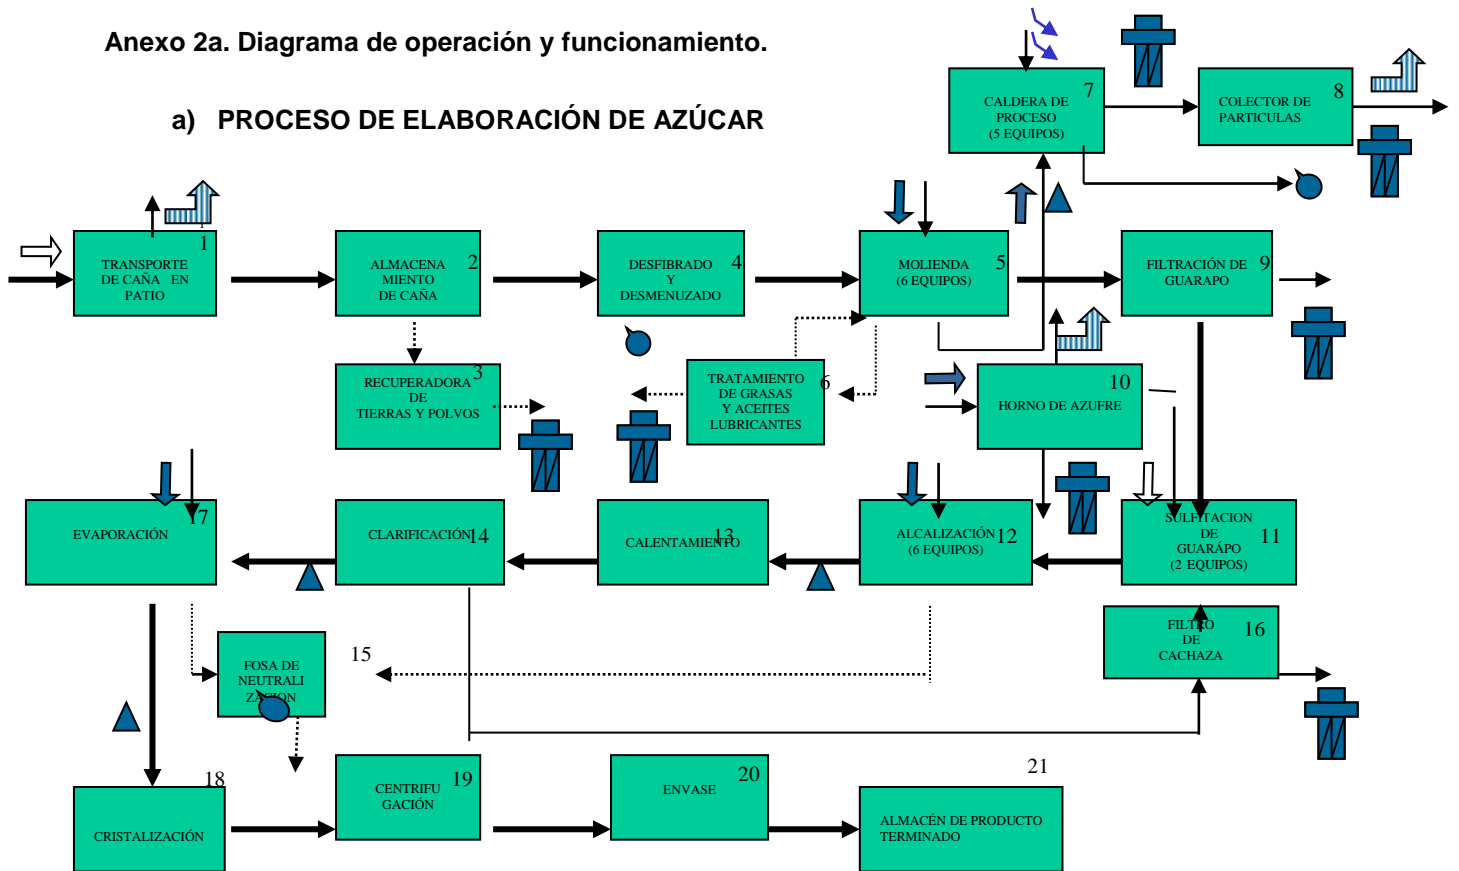 Anexo 2a. Diagrama de operación y funcionamiento.
a) PROCESO DE ELABORACIÓN DE AZÚCAR
7
CALDERA DE
PROCESO
(5 EQUIPOS)
8
COLECTOR DE
PARTICULAS
1
TRANSPORTE
DE CAÑA EN
PATIO
2
ALMACENA
MIENTO
DE CAÑA
4
DESFIBRADO
Y
DESMENUZADO
5
MOLIENDA
(6 EQUIPOS)
9
FILTRACIÓN DE
GUARAPO
3
RECUPERADORA
DE
TIERRAS Y POLVOS
6
TRATAMIENTO
DE GRASAS
Y ACEITES
LUBRICANTES
10
HORNO DE AZUFRE
17
EVAPORACIÓN
14
CLARIFICACIÓN
13
CALENTAMIENTO
12
ALCALIZACIÓN
(6 EQUIPOS)
11
SULFITACION
DE
GUARÁPO
(2 EQUIPOS)
15
FOSA DE
NEUTRALI
ZACION
16
FILTRO
DE
CACHAZA
18
CRISTALIZACIÓN
19
CENTRIFU
GACIÓN
20
ENVASE
21
ALMACÉN DE PRODUCTO
TERMINADO